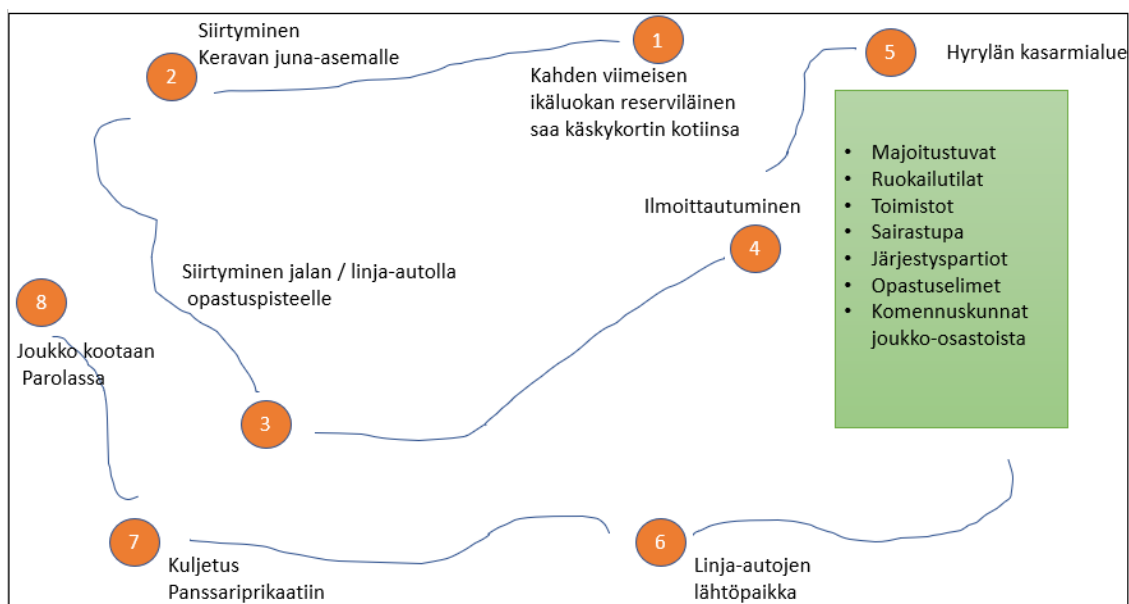 1
Kahden viimeisen
ikäluokan reserviläinen
saa käskykortin kotiinsa
2
Siirtyminen
Keravan juna-asemalle
3
Siirtyminen jalan / linja-autolla
opastuspisteelle
4
Ilmoittautuminen
5
Hyrylän kasarmialue
• Majoitustuvat
• Ruokailutilat
• Toimistot
• Sairastupa
• Järjestyspartiot
• Opastuselimet
• Komennuskunnat
joukko-osastoista
6
Linja-autojen
lähtöpaikka
7
Kuljetus
Panssariprikaatiin
8
Joukko kootaan
Parolassa